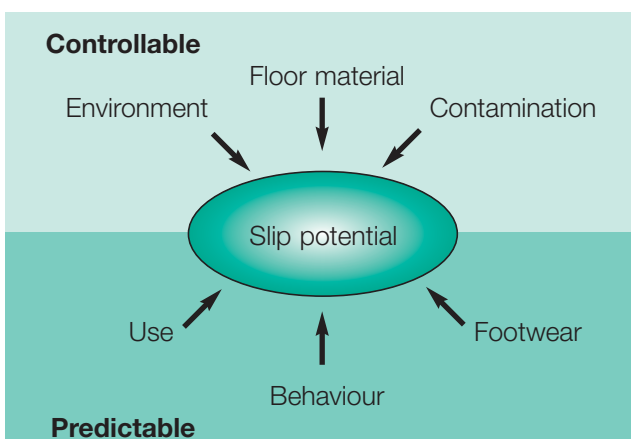 Controllable
Floor material
Environment
Contamination
Slip potential
Use
Footwear
Behaviour
Predictable